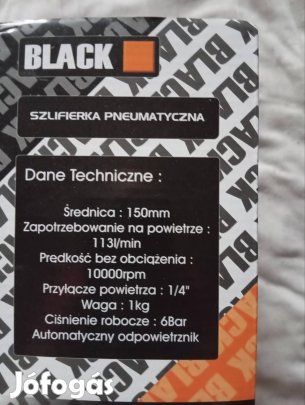 BLACK
SZLIFIERKA PNEUMATYCZNA
Dane Techniczne :
Średnica : 150mm
Zapotrzebowanie na powietrze :
113l/min
Prędkość bez obciążenia :
10000rpm
Przyłącze powietrza : 1/4"
Waga : 1kg
Ciśnienie robocze : 6Bar
Automatyczny odpowietrznik
BLACK
Jófogás